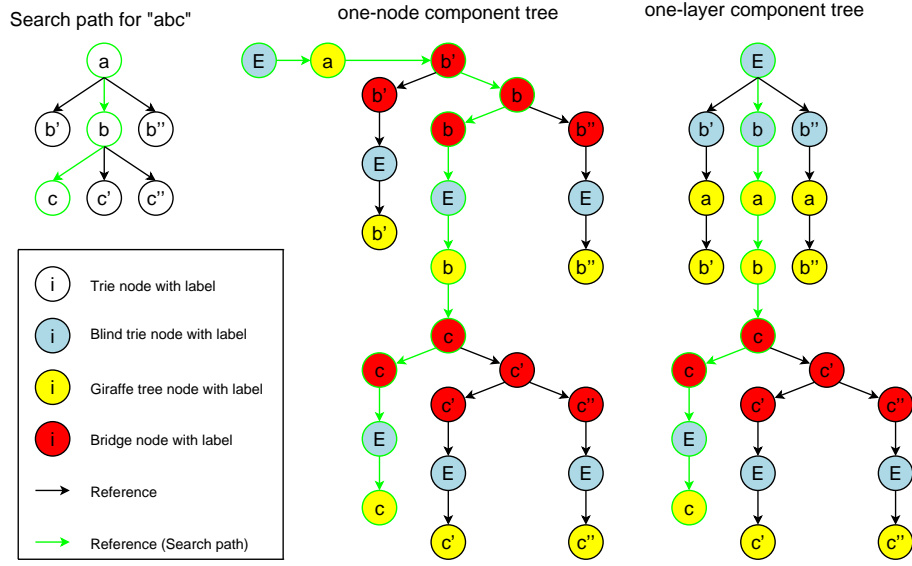 Search path for "abc"
one-node component tree
one-layer component tree
a
b'
b
b''
c
c'
c''
E
a
b'
b'
b
b
b''
E
E
E
b'
b
b''
c
c
c'
c'
c''
E
E
E
c
c'
c''
E
b'
b
b''
a
a
a
b'
b
b''
c
c
c'
c'
c''
E
E
E
c
c'
c''
i Trie node with label
i Blind trie node with label
i Giraffe tree node with label
i Bridge node with label
Reference
Reference (Search path)